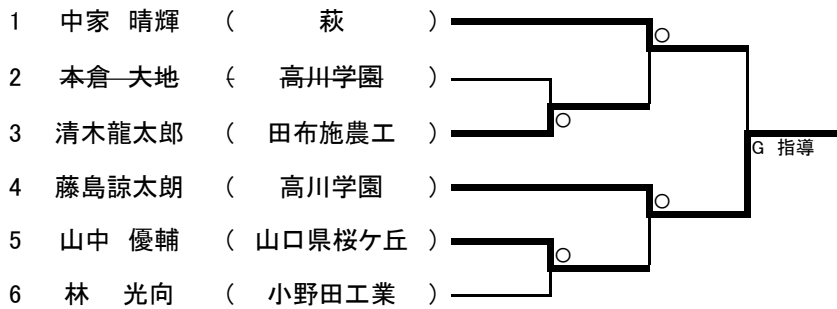 1 中家 晴輝 ( 萩 ) ○
2 本倉 大地 ( 高川学園 )
3 清木龍太郎 ( 田布施農工 ) ○
G 指導
4 藤島諒太朗 ( 高川学園 ) ○
5 山中 優輔 ( 山口県桜ケ丘 ) ○
6 林 光向 ( 小野田工業 )